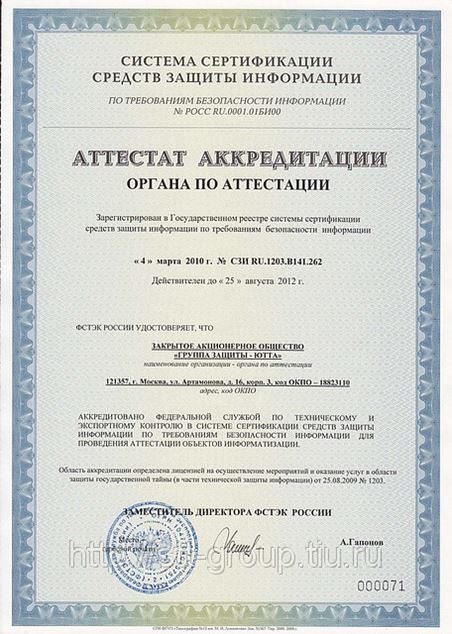 СИСТЕМА СЕРТИФИКАЦИИ
СРЕДСТВ ЗАЩИТЫ ИНФОРМАЦИИ
ПО ТРЕБОВАНИЯМ БЕЗОПАСНОСТИ ИНФОРМАЦИИ
№ РОСС RU.0001.01БИ00
АТТЕСТАТ АККРЕДИТАЦИИ
ОРГАНА ПО АТТЕСТАЦИИ
Зарегистрирован в Государственном реестре системы сертификации
средств защиты информации по требованиям безопасности информации
« 4 » марта 2010 г. № СЗИ RU.1203.В141.262
Действителен до « 25 » августа 2012 г.
ФСТЭК РОССИИ УДОСТОВЕРЯЕТ, ЧТО
ЗАКРЫТОЕ АКЦИОНЕРНОЕ ОБЩЕСТВО
«ГРУППА ЗАЩИТЫ - ЮТТА»
наименование организации - органа по аттестации
121357, г. Москва, ул. Артамонова, д. 16, корп. 3, код ОКПО – 18823110
адрес, код ОКПО
АККРЕДИТОВАНО ФЕДЕРАЛЬНОЙ СЛУЖБОЙ ПО ТЕХНИЧЕСКОМУ И
ЭКСПОРТНОМУ КОНТРОЛЮ В СИСТЕМЕ СЕРТИФИКАЦИИ СРЕДСТВ ЗАЩИТЫ
ИНФОРМАЦИИ ПО ТРЕБОВАНИЯМ БЕЗОПАСНОСТИ ИНФОРМАЦИИ ДЛЯ
ПРОВЕДЕНИЯ АТТЕСТАЦИИ ОБЪЕКТОВ ИНФОРМАТИЗАЦИИ.
Область аккредитации определена лицензией на осуществление мероприятий и оказание услуг в области
защиты государственной тайны (в части технической защиты информации) от 25.08.2009 № 1203.
ЗАМЕСТИТЕЛЬ ДИРЕКТОРА ФСТЭК РОССИИ
Место
гербовой печати
А.Гапонов
000071